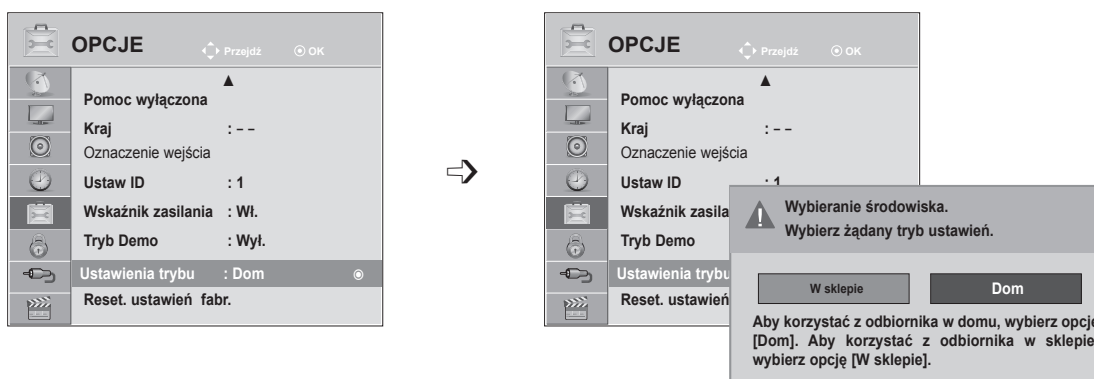 OPCJE Przejdź OK
Pomoc wyłączona
Kraj : – –
Oznaczenie wejścia
Ustaw ID : 1
Wskaźnik zasilania : Wł.
Tryb Demo : Wył.
Ustawienia trybu : Dom
Reset. ustawień fabr.
OPCJE Przejdź OK
Pomoc wyłączona
Kraj : – –
Oznaczenie wejścia
Ustaw ID : 1
Wskaźnik zasila
Tryb Demo
Ustawienia trybu
Reset. ustawień
Wybieranie środowiska.
Wybierz żądany tryb ustawień.
W sklepie Dom
Aby korzystać z odbiornika w domu, wybierz opcję
[Dom]. Aby korzystać z odbiornika w sklepie
wybierz opcję [W sklepie].